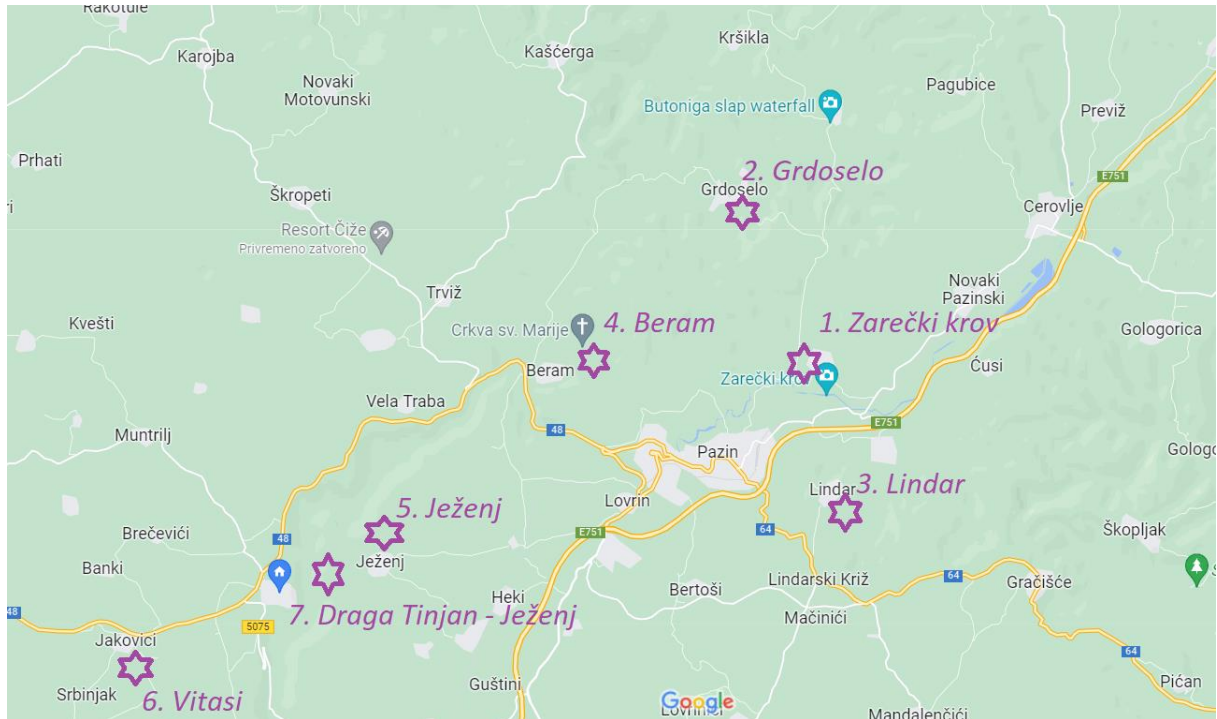 Rakotule
Karojba
Kašćerga
Kršikla
Novaki
Motovunski
Butoniga slap waterfall
Pagubice
Previž
Prhati
2. Grdoselo
Grdoselo
E751
Škropeti
Cerovlje
Resort Čiže
Privremeno zatvoreno
Trviž
Novaki
Pazinski
Kvešti
Crkva sv. Marije
4. Beram
1. Zarečki krov
Gologorica
Beram
Zarečki
Ćusi
Vela Traba
48
E751
Muntrilj
Pazin
Lindar
3. Lindar
Lovrin
5. Ježenj
E751
64
Škopljak
Brečevići
48
Banki
Ježenj
Bertoši
Lindarski Križ
64
Gračišće
Heki
7. Draga Tinjan - Ježenj
Mačinići
48
5075
Jakovići
64
Srbinjak
6. Vitasi
Guštini
Google
Pićan
Mandalenčići